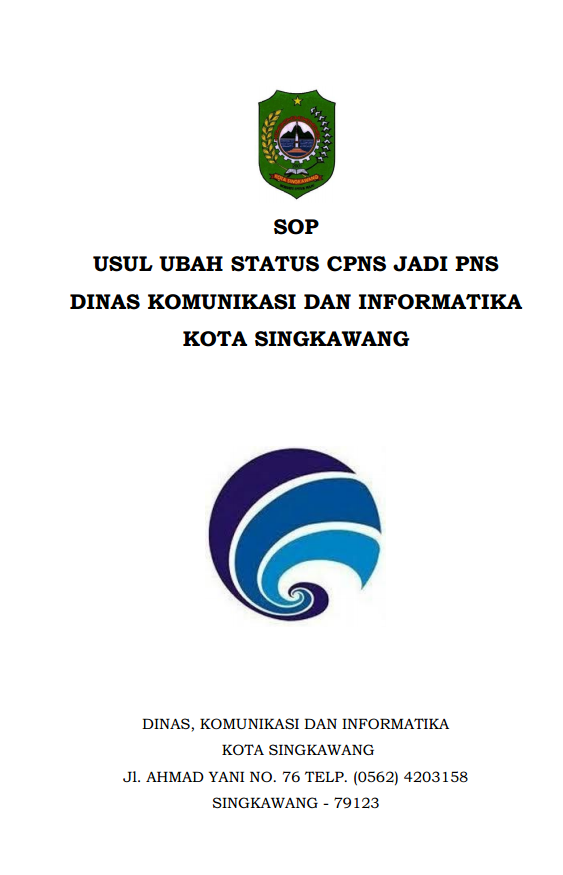 KOTA SINGKAWANG
SOP
USUL UBAH STATUS CPNS JADI PNS
DINAS KOMUNIKASI DAN INFORMATIKA
KOTA SINGKAWANG
DINAS, KOMUNIKASI DAN INFORMATIKA
KOTA SINGKAWANG
Jl. AHMAD YANI NO. 76 TELP. (0562) 4203158
SINGKAWANG - 79123